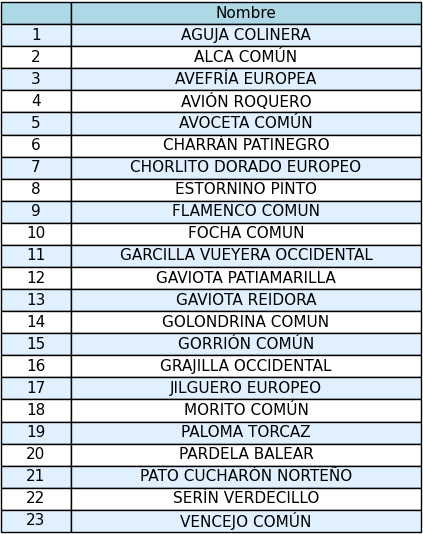 Nombre
1 AGUJA COLINERA
2 ALCA COMÚN
3 AVEFRÍA EUROPEA
4 AVIÓN ROQUERO
5 AVOCETA COMÚN
6 CHARRÁN PATINEGRO
7 CHORLITO DORADO EUROPEO
8 ESTORNINO PINTO
9 FLAMENCO COMUN
10 FOCHA COMUN
11 GARCILLA VUEYERA OCCIDENTAL
12 GAVIOTA PATIAMARILLA
13 GAVIOTA REIDORA
14 GOLONDRINA COMUN
15 GORRIÓN COMÚN
16 GRAJILLA OCCIDENTAL
17 JILGUERO EUROPEO
18 MORITO COMÚN
19 PALOMA TORCAZ
20 PARDELA BALEAR
21 PATO CUCHARÓN NORTEÑO
22 SERÍN VERDECILLO
23 VENCEJO COMÚN